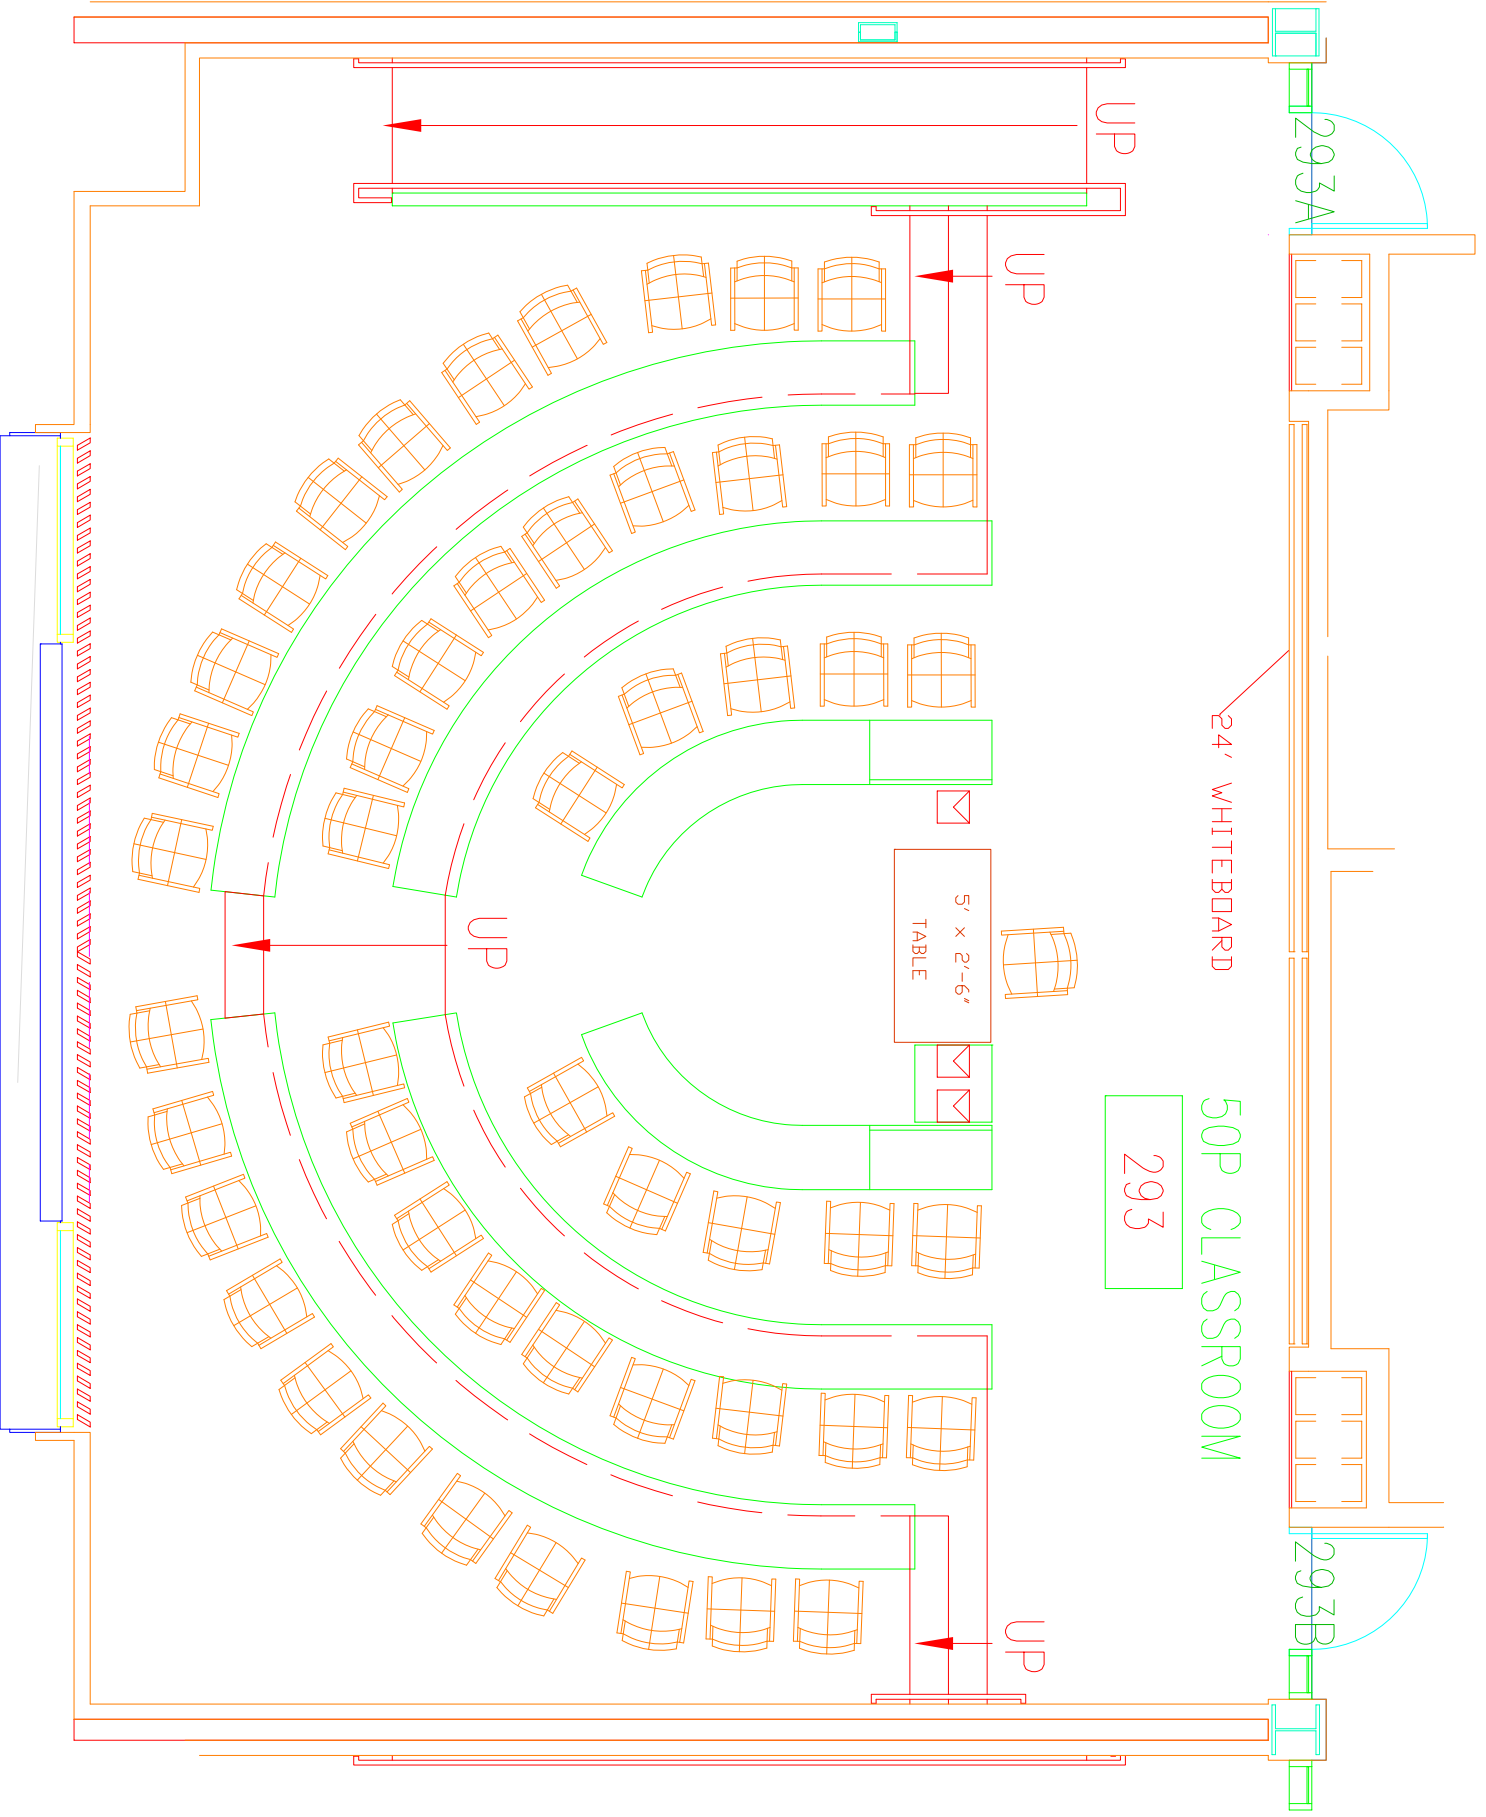 UP
293A
UP
24' WHITEBOARD
5' x 2'-6"
TABLE
UP
50P CLASSROOM
293
293B
UP